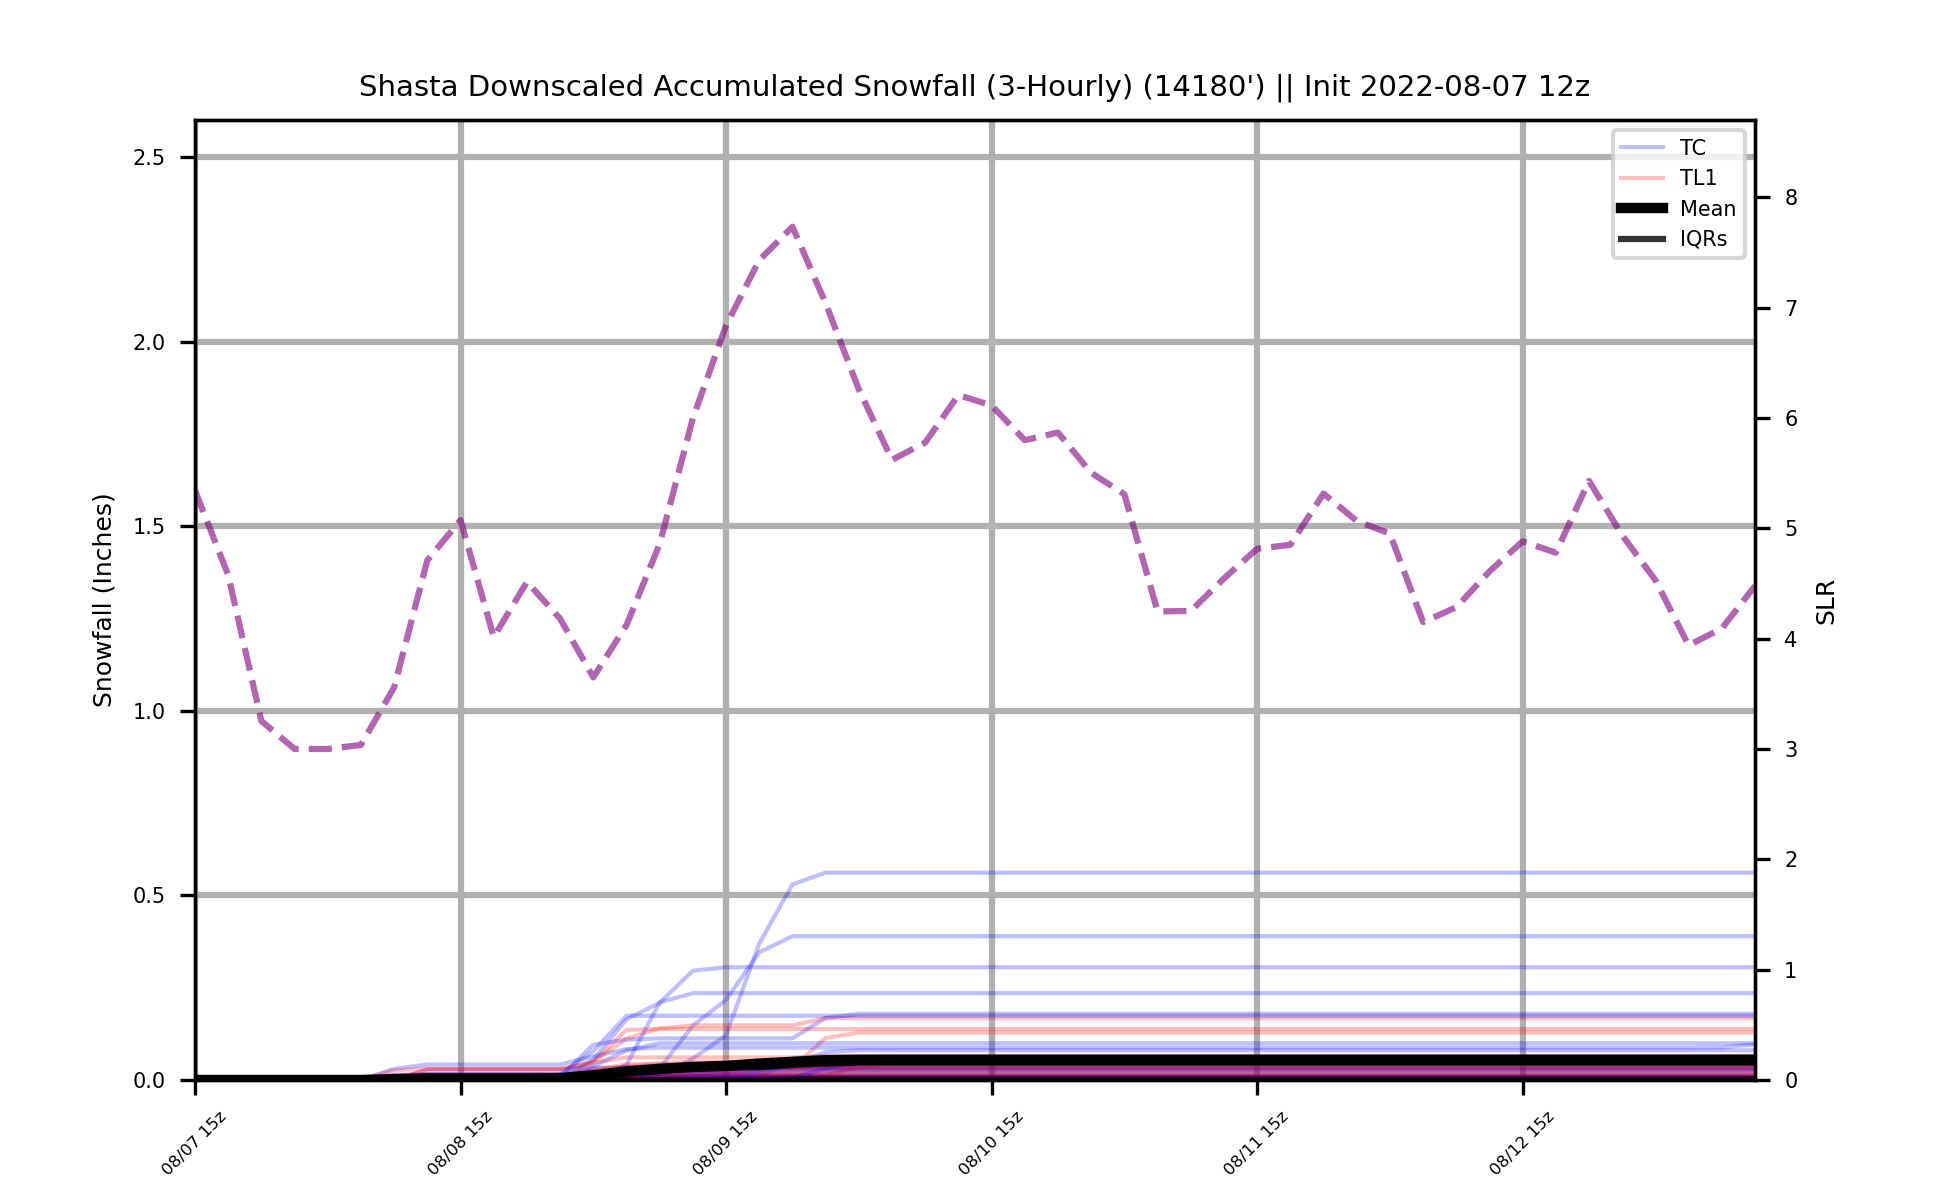 Shasta Downscaled Accumulated Snowfall (3-Hourly) (14180') || Init 2022-08-07 12z
TC
TL1
Mean
IQRs
Snowfall (Inches)
2.5
2.0
1.5
1.0
0.5
0.0
SLR
8
7
6
5
4
3
2
1
0
08/07 15z
08/08 15z
08/09 15z
08/10 15z
08/11 15z
08/12 15z